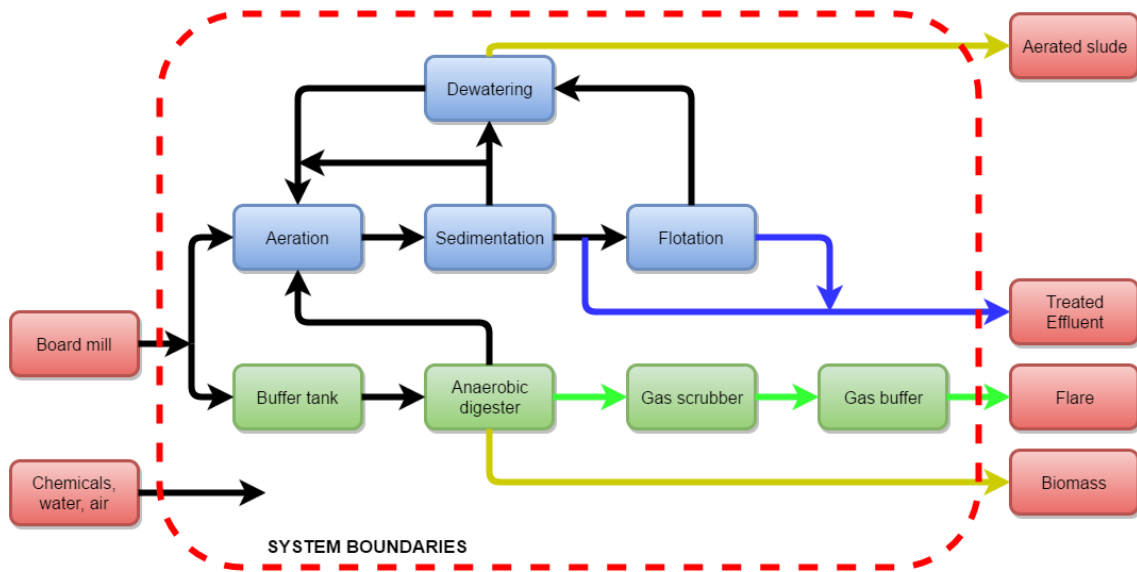 Aerated slude
Dewatering
Aeration
Sedimentation
Flotation
Treated
Effluent
Board mill
Buffer tank
Anaerobic
digester
Gas scrubber
Gas buffer
Flare
Chemicals,
water, air
Biomass
SYSTEM BOUNDARIES